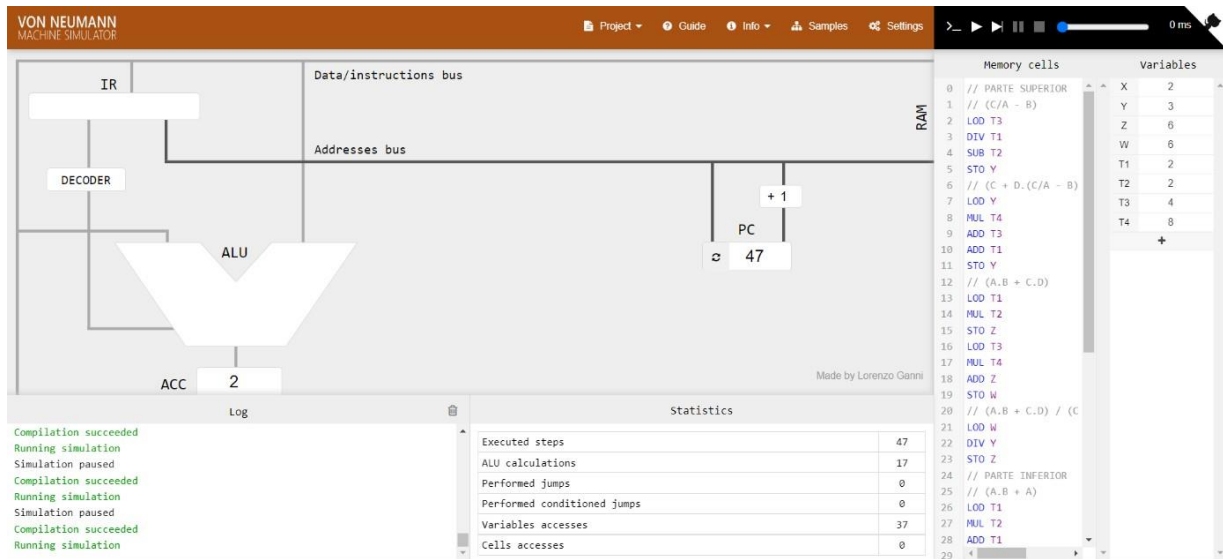 VON NEUMANN
MACHINE SIMULATOR
Project
Guide
Info
Samples
Settings
0 ms
IR
Data/instructions bus
RAM
Addresses bus
DECODER
+ 1
PC
47
ALU
ACC
2
Made by Lorenzo Ganni
Memory cells
0 // PARTE SUPERIOR
1 // (C/A - B)
2 LOD T3
3 DIV T1
4 SUB T2
5 STO Y
6 // (C + D.(C/A - B)
7 LOD Y
8 MUL T4
9 ADD T3
10 ADD T1
11 STO Y
12 // (A.B + C.D)
13 LOD T1
14 MUL T2
15 STO Z
16 LOD T3
17 MUL T4
18 ADD Z
19 STO W
20 // (A.B + C.D) / (C
21 LOD W
22 DIV Y
23 STO Z
24 // PARTE INFERIOR
25 // (A.B + A)
26 LOD T1
27 MUL T2
28 ADD T1
29
Variables
X 2
Y 3
Z 6
W 6
T1 2
T2 2
T3 4
T4 8
+
Log
Compilation succeeded
Running simulation
Simulation paused
Compilation succeeded
Running simulation
Simulation paused
Compilation succeeded
Running simulation
Statistics
Executed steps 47
ALU calculations 17
Performed jumps 0
Performed conditioned jumps 0
Variables accesses 37
Cells accesses 0